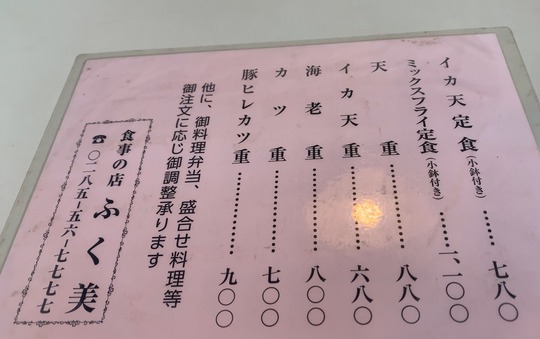 イカ天定食(小鉢付き)……七八〇
ミックスフライ定食(小鉢付き)…一、一〇〇
天重……八八〇
イカ天重……六八〇
海老重……八〇〇
カツ重……七〇〇
豚ヒレカツ重……九〇〇
他に、御料理弁当、盛合せ料理等
御注文に応じ御調整承ります
食事の店 ふく美
☎〇二八五-五六-七七七七